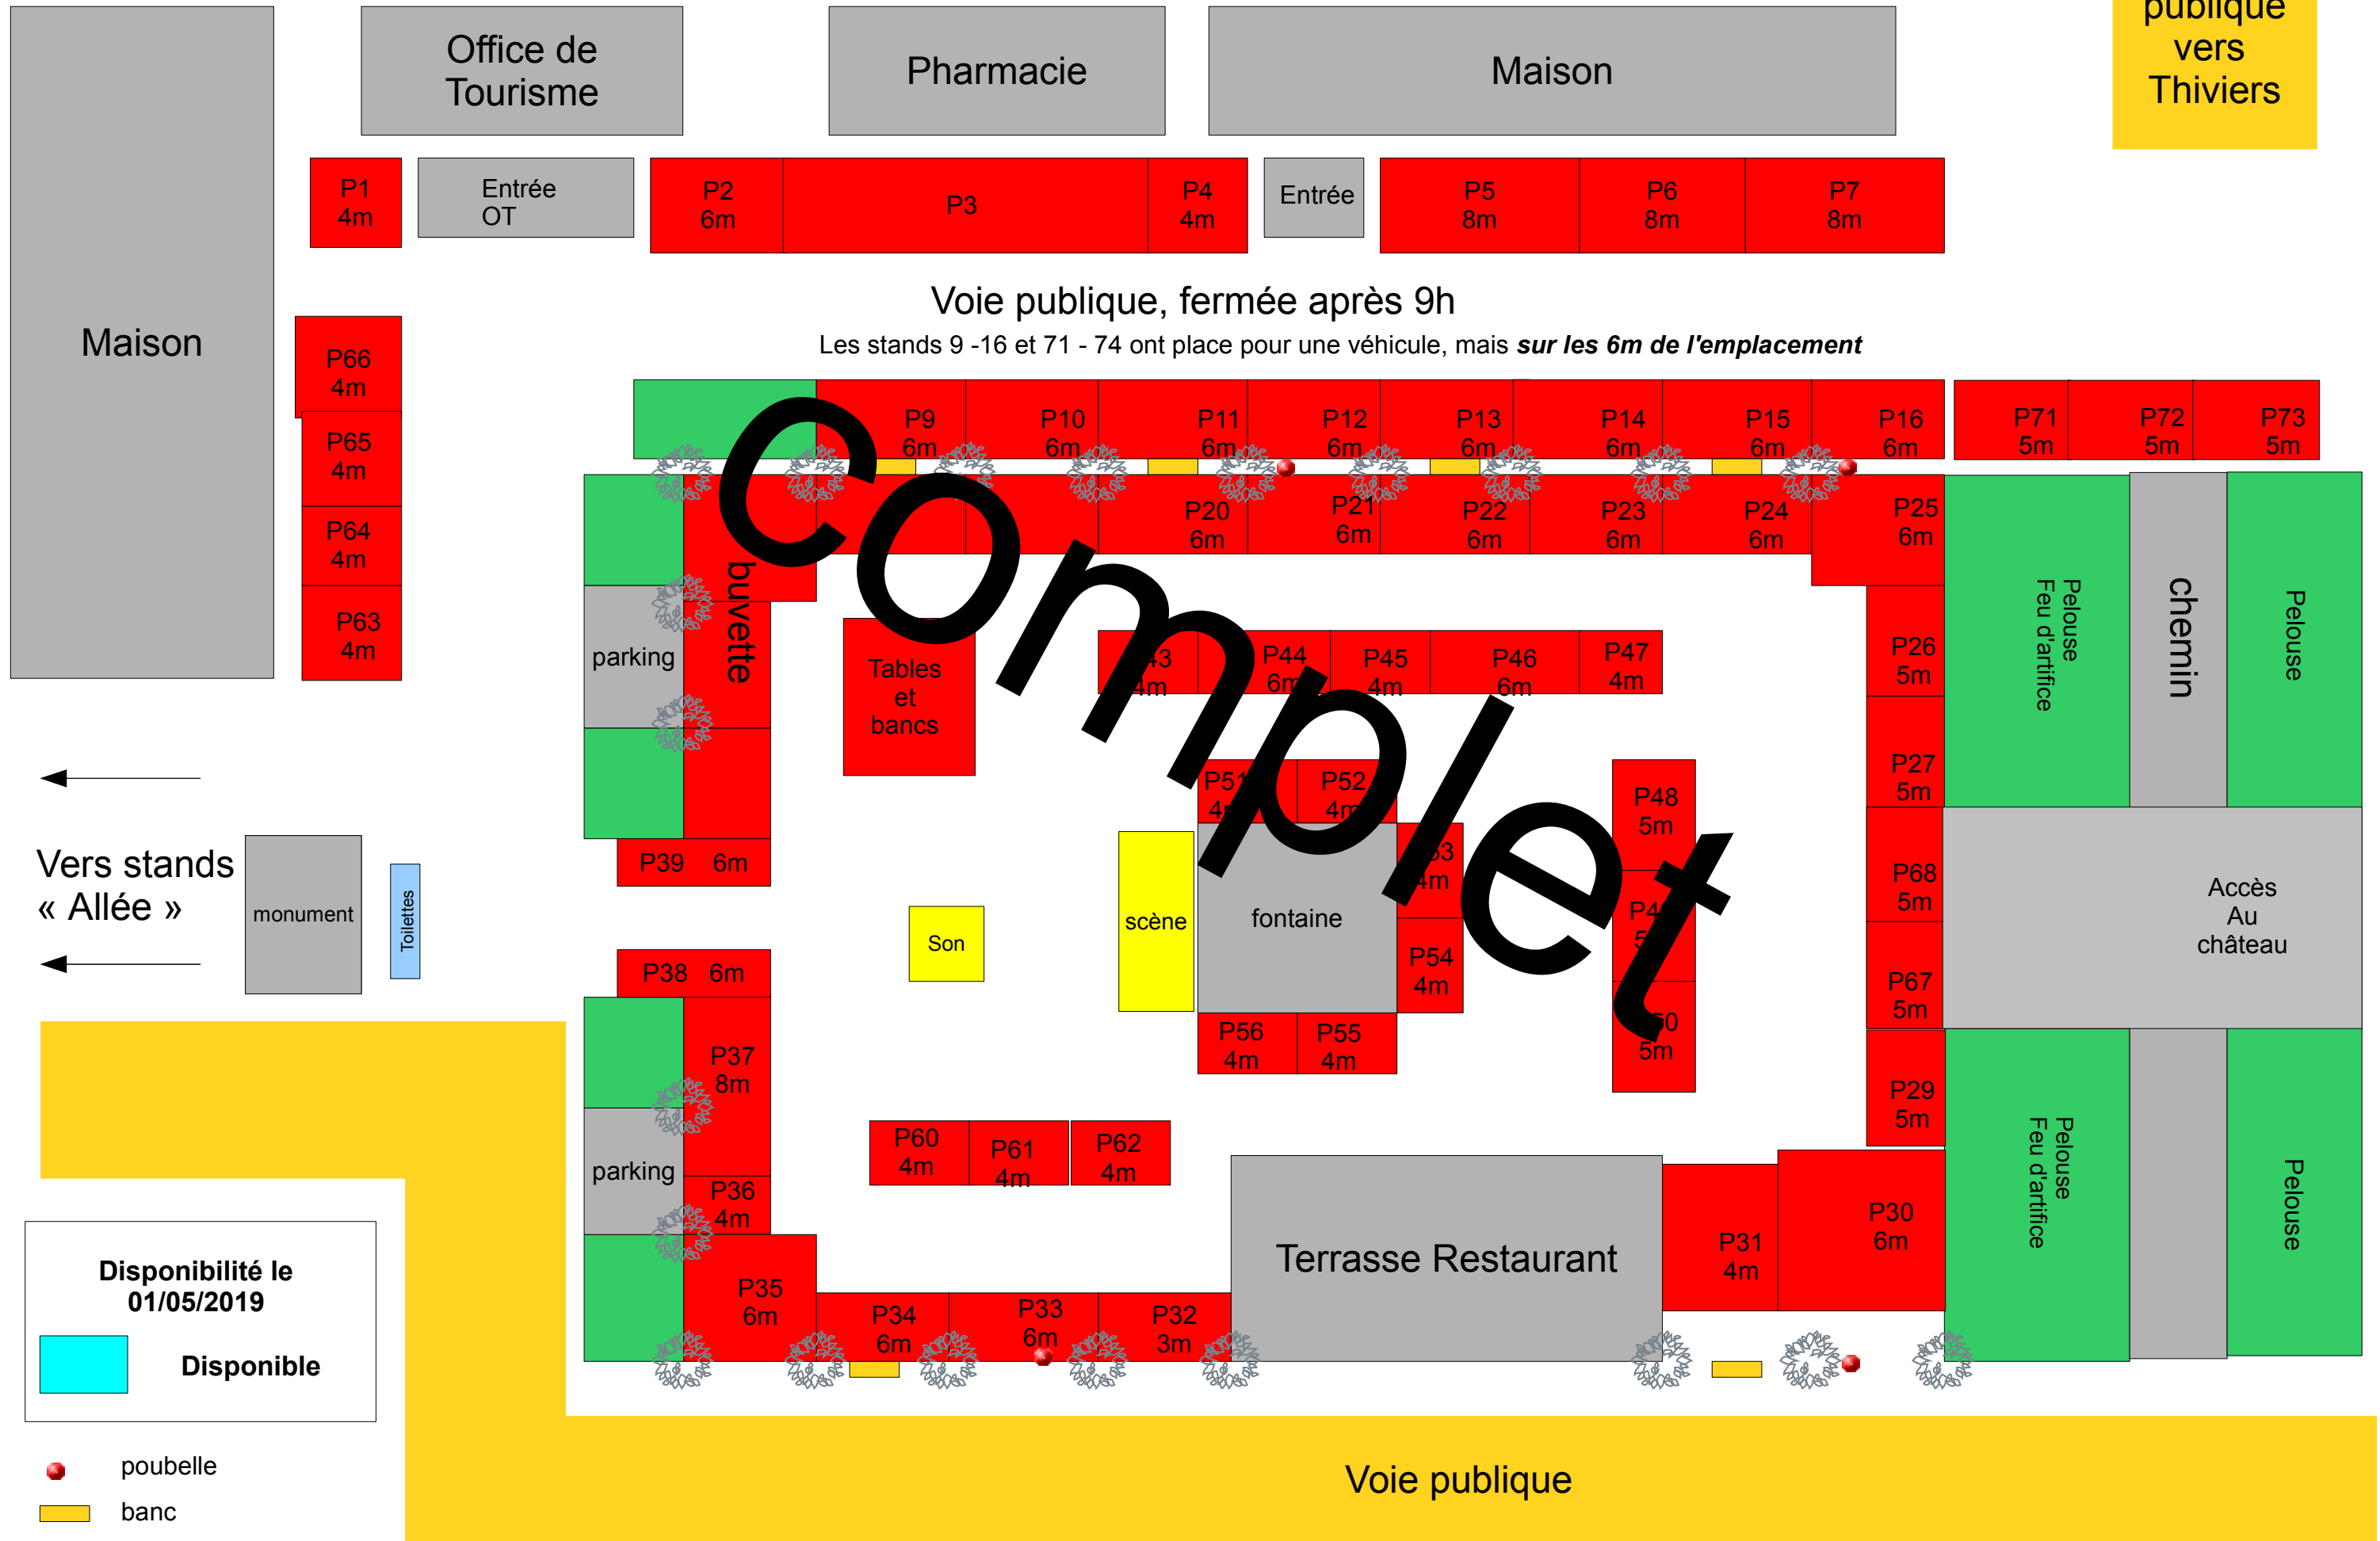 publique
vers
Thiviers
Office de
Tourisme
Pharmacie
Maison
P1
4m
Entrée
OT
P2
6m
P3
P4
4m
Entrée
P5
8m
P6
8m
P7
8m
Voie publique, fermée après 9h
Les stands 9 -16 et 71 - 74 ont place pour une véhicule, mais sur les 6m de l'emplacement
Maison
P66
4m
P65
4m
P64
4m
P63
4m
P9
6m
P10
6m
P11
6m
P12
6m
P13
6m
P14
6m
P15
6m
P16
6m
P71
5m
P72
5m
P73
5m
complet
P20
6m
P21
6m
P22
6m
P23
6m
P24
6m
P25
6m
buvette
parking
Tables
et
bancs
43
4m
P44
6m
P45
4m
P46
6m
P47
4m
P26
5m
P27
5m
Pelouse
Feu d'artifice
chemin
Pelouse
P51
P52
4m
P48
5m
53
4m
P54
4m
5m
P68
5m
P67
5m
Accès
Au
château
Vers stands
« Allée »
monument
Toilettes
P39 6m
P38 6m
Son
scène
fontaine
P56
4m
P55
4m
P29
5m
P37
8m
parking
P36
4m
P60
4m
P61
4m
P62
4m
P35
6m
P34
6m
P33
6m
P32
3m
Terrasse Restaurant
P31
4m
P30
6m
Pelouse
Feu d'artifice
Pelouse
Disponibilité le
01/05/2019
Disponible
poubelle
banc
Voie publique